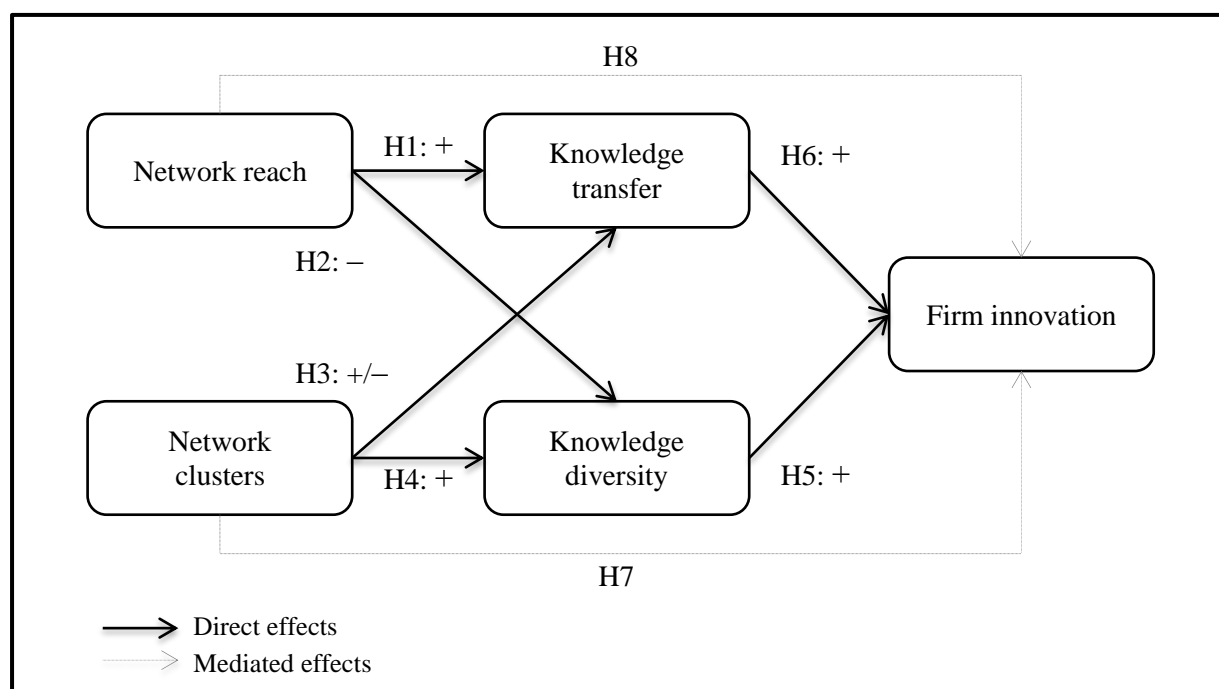 H8
Network reach
H1: +
Knowledge
transfer
H6: +
H2: –
Firm innovation
H3: +/–
Network
clusters
H4: +
Knowledge
diversity
H5: +
H7
Direct effects
Mediated effects